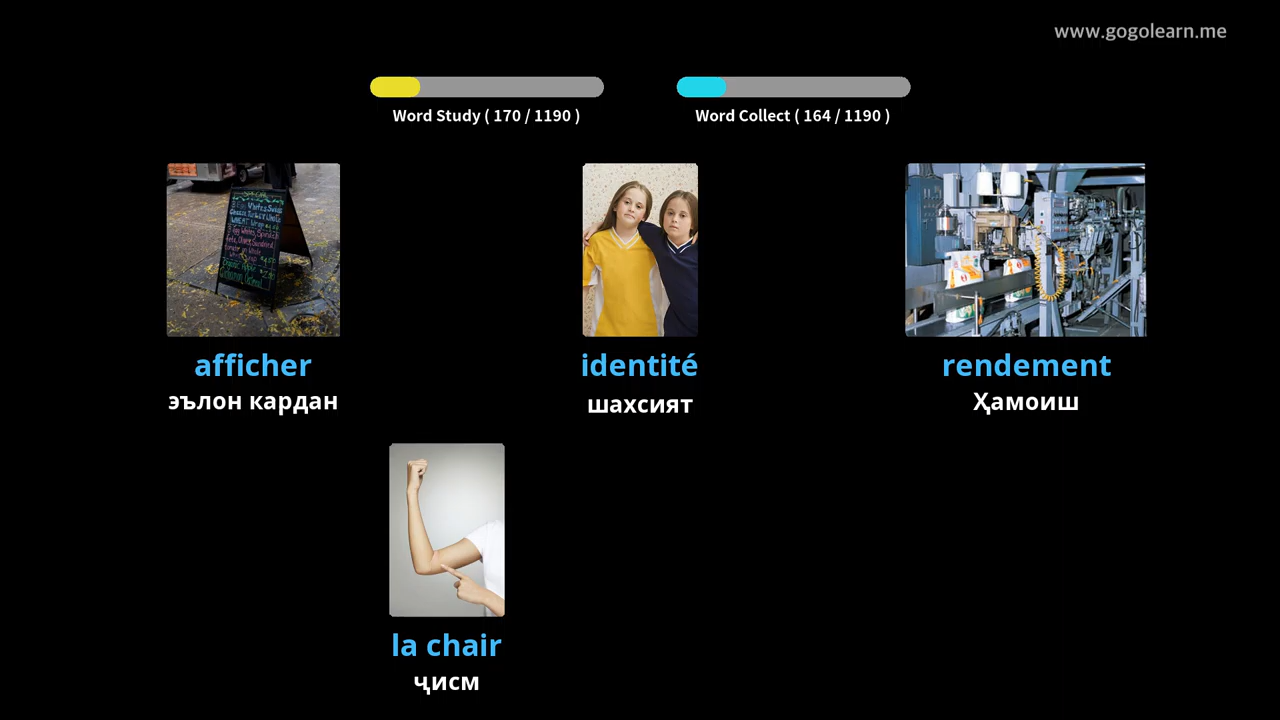 www.gogolearn.me
Word Study ( 170 / 1190 )
Word Collect ( 164 / 1190 )
afficher
эълон кардан
identité
шахсият
rendement
Ҳамоиш
la chair
ҷисм